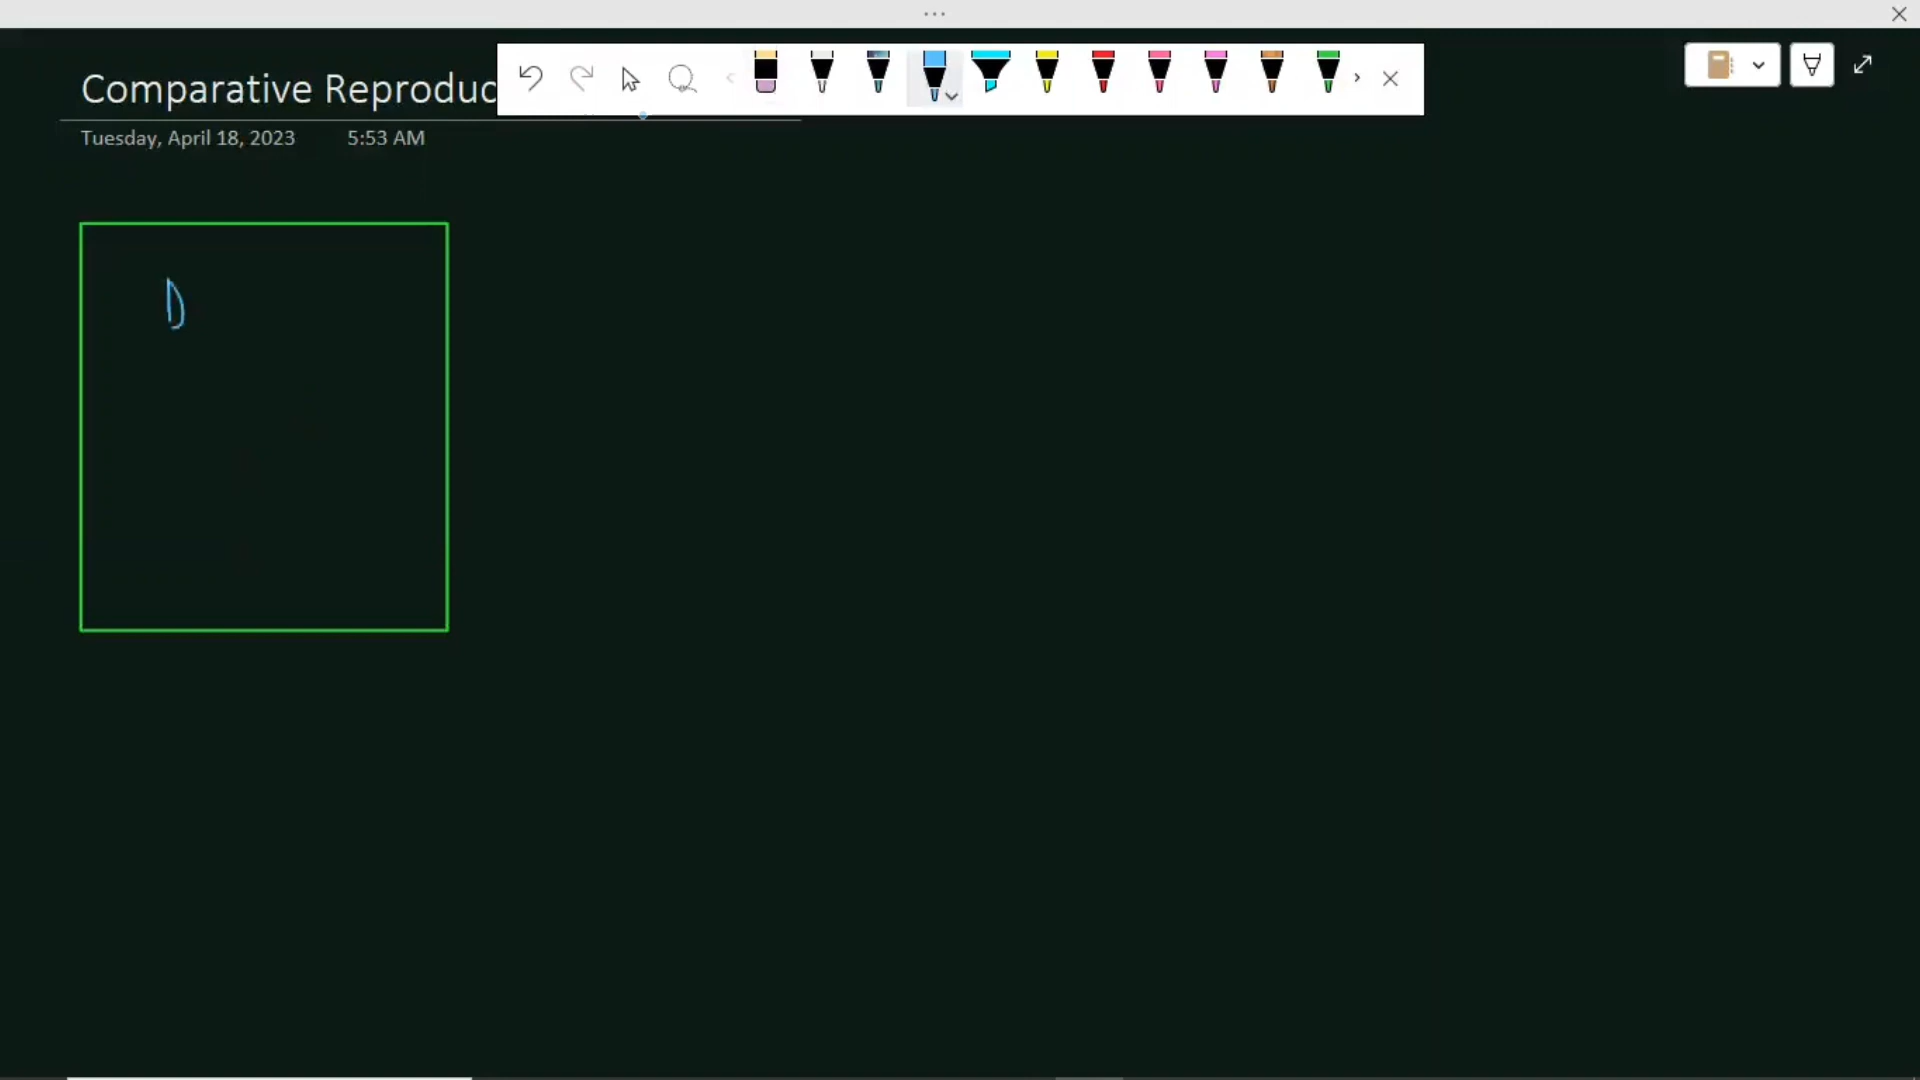 Comparative Reproduc
Tuesday, April 18, 2023 5:53 AM
D